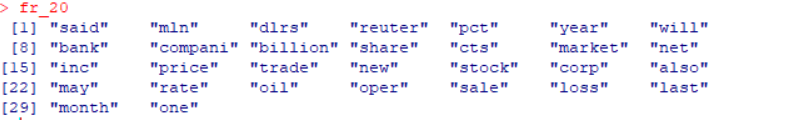 > fr_20
[1] "said" "mln" "dlrs" "reuter" "pct" "year" "will"
[8] "bank" "compani" "billion" "share" "cts" "market" "net"
[15] "inc" "price" "trade" "new" "stock" "corp" "also"
[22] "may" "rate" "oil" "oper" "sale" "loss" "last"
[29] "month" "one"